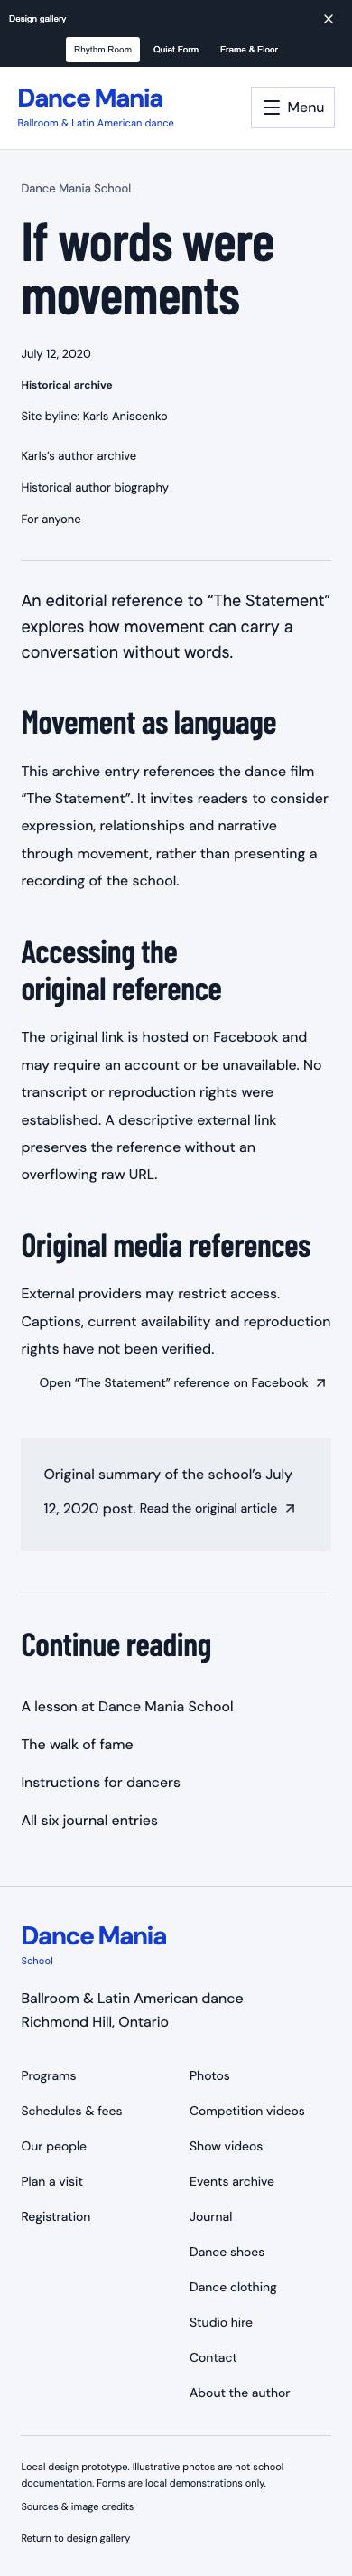 Design gallery
Rhythm Room Quiet Form Frame & Floor
Dance Mania
Ballroom & Latin American dance
Menu
Dance Mania School
If words were
movements
July 12, 2020
Historical archive
Site byline: Karls Aniscenko
Karls’s author archive
Historical author biography
For anyone
An editorial reference to “The Statement”
explores how movement can carry a
conversation without words.
Movement as language
This archive entry references the dance film
“The Statement”. It invites readers to consider
expression, relationships and narrative
through movement, rather than presenting a
recording of the school.
Accessing the
original reference
The original link is hosted on Facebook and
may require an account or be unavailable. No
transcript or reproduction rights were
established. A descriptive external link
preserves the reference without an
overflowing raw URL.
Original media references
External providers may restrict access.
Captions, current availability and reproduction
rights have not been verified.
Open “The Statement” reference on Facebook
Original summary of the school’s July
12, 2020 post. Read the original article
Continue reading
A lesson at Dance Mania School
The walk of fame
Instructions for dancers
All six journal entries
Dance Mania
School
Ballroom & Latin American dance
Richmond Hill, Ontario
Programs
Schedules & fees
Our people
Plan a visit
Registration
Photos
Competition videos
Show videos
Events archive
Journal
Dance shoes
Dance clothing
Studio hire
Contact
About the author
Local design prototype. Illustrative photos are not school
documentation. Forms are local demonstrations only.
Sources & image credits
Return to design gallery